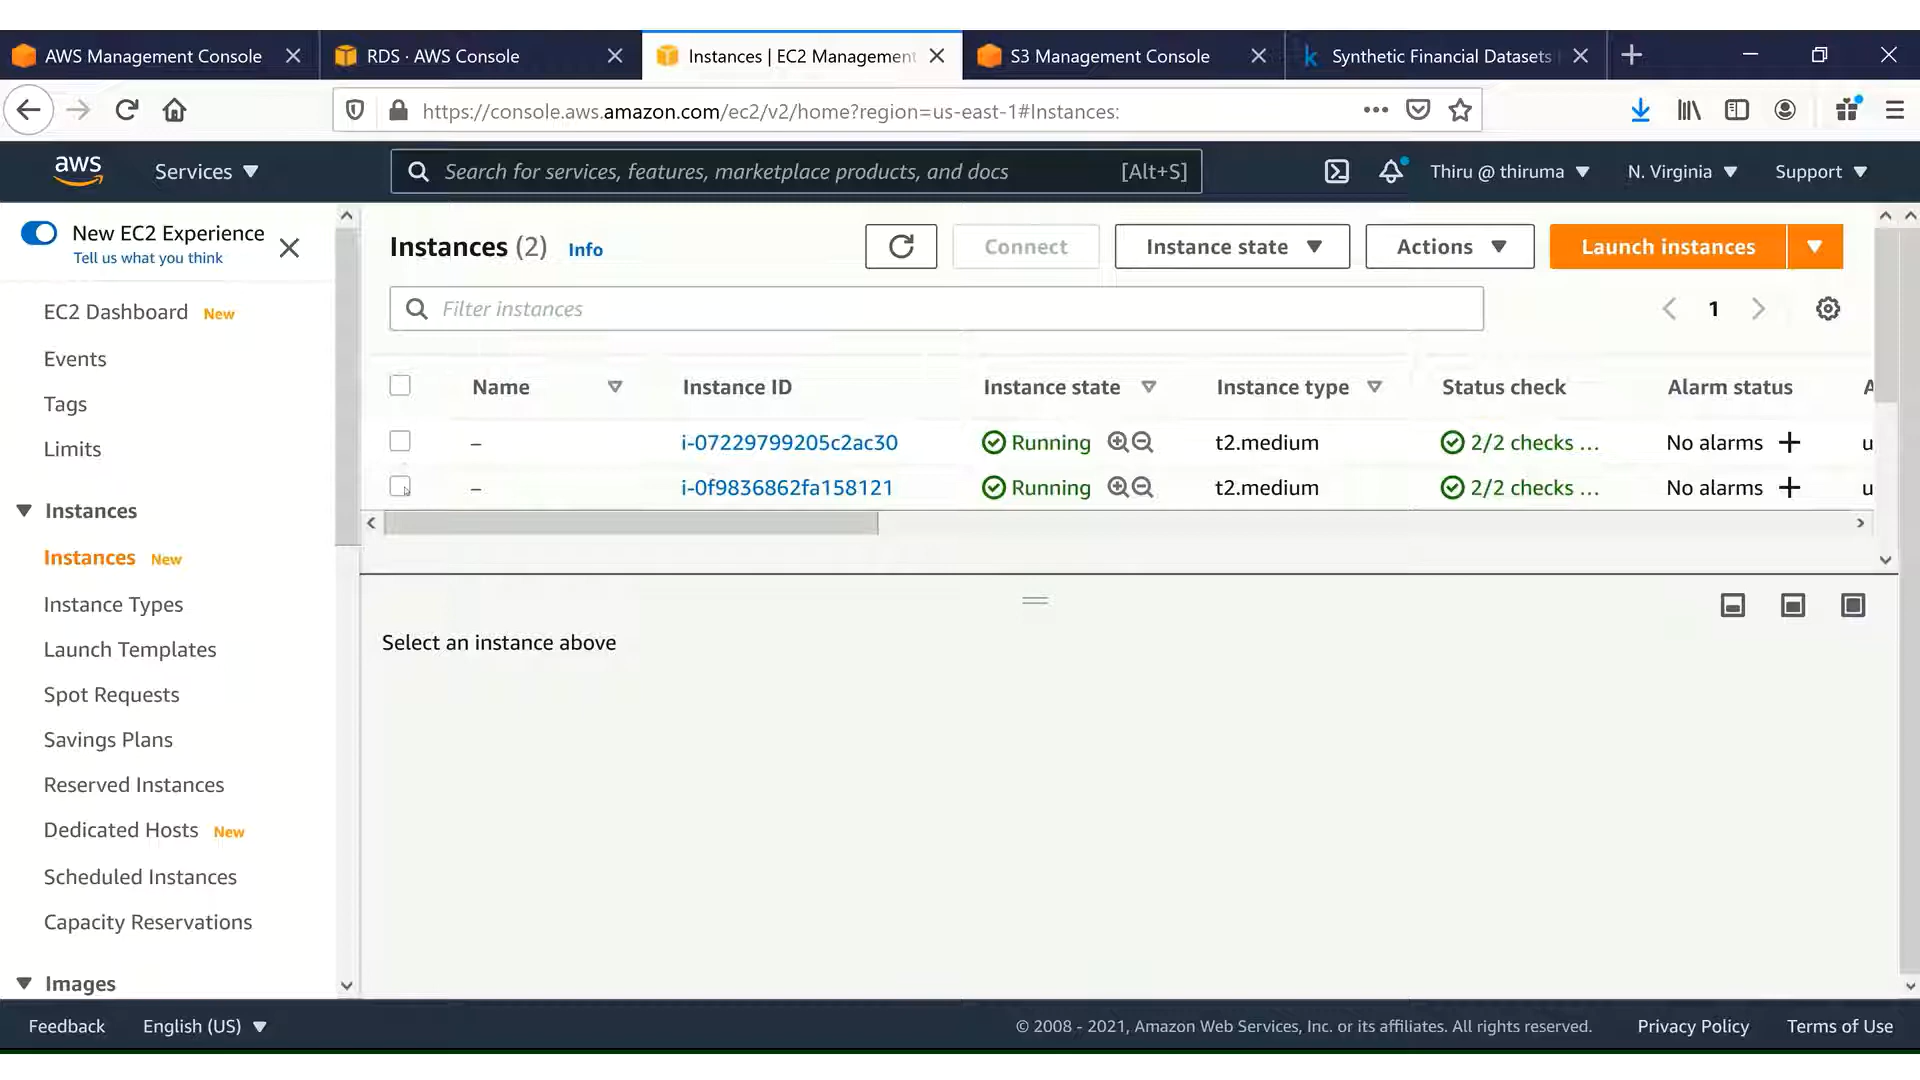 AWS Management Console
RDS · AWS Console
Instances | EC2 Management
S3 Management Console
Synthetic Financial Datasets
https://console.aws.amazon.com/ec2/v2/home?region=us-east-1#Instances:
aws
Services
Search for services, features, marketplace products, and docs
[Alt+S]
Thiru @ thiruma
N. Virginia
Support
New EC2 Experience
Tell us what you think
EC2 Dashboard New
Events
Tags
Limits
Instances
Instances New
Instance Types
Launch Templates
Spot Requests
Savings Plans
Reserved Instances
Dedicated Hosts New
Scheduled Instances
Capacity Reservations
Images
Instances (2) Info
Connect
Instance state
Actions
Launch instances
Filter instances
1
Name Instance ID Instance state Instance type Status check Alarm status A
– i-07229799205c2ac30 Running t2.medium 2/2 checks ... No alarms + u
– i-0f9836862fa158121 Running t2.medium 2/2 checks ... No alarms + u
Select an instance above
Feedback
English (US)
© 2008 - 2021, Amazon Web Services, Inc. or its affiliates. All rights reserved.
Privacy Policy
Terms of Use